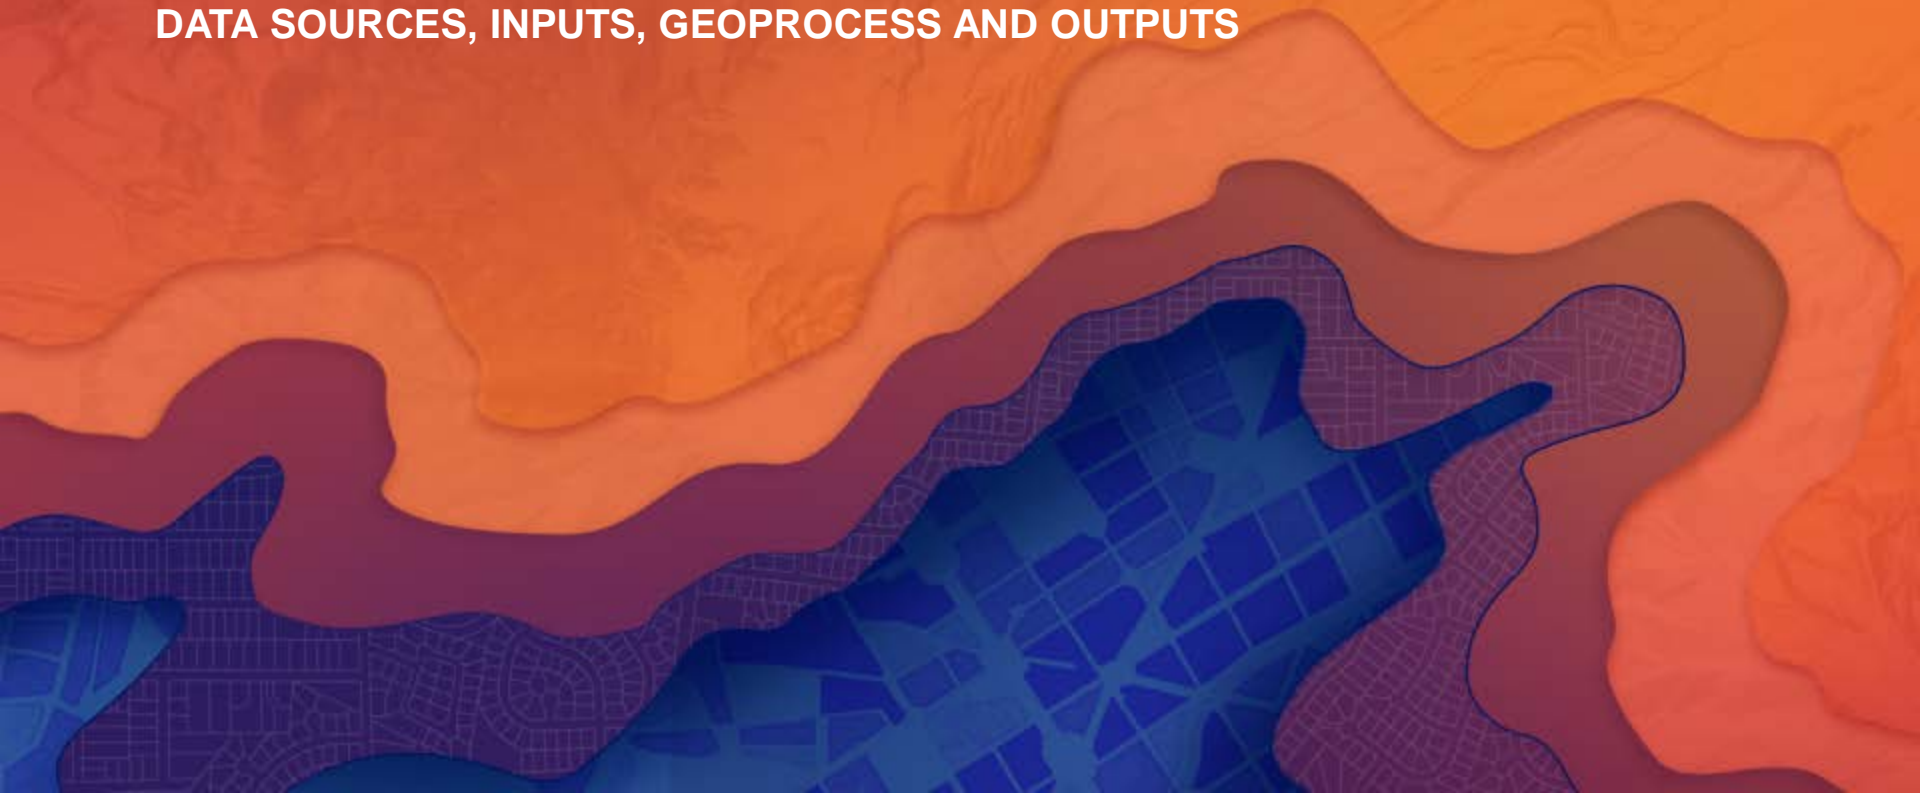 DATA SOURCES, INPUTS, GEOPROCESS AND OUTPUTS